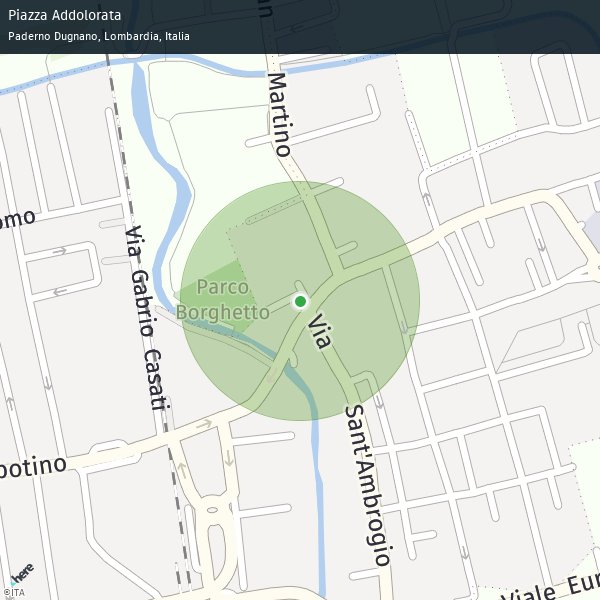 Piazza Addolorata
Paderno Dugnano, Lombardia, Italia
Martino
omo
Via Gabrio Casati
Parco
Borghetto
Via
Sant'Ambrogio
potino
Viale Eur
here
©ITA